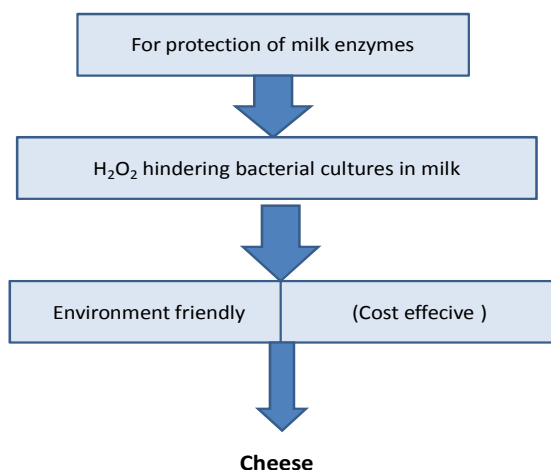 For protection of milk enzymes
H₂O₂ hindering bacterial cultures in milk
Environment friendly
(Cost effecive )
Cheese